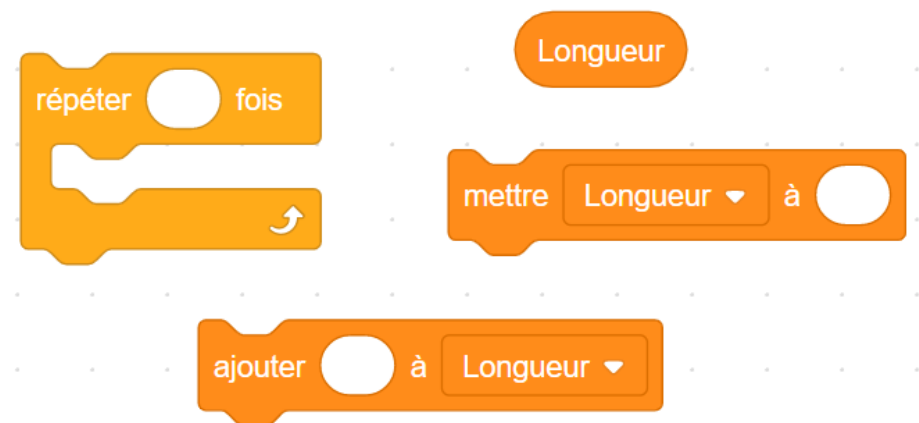 Longueur
répéter fois
mettre Longueur à
ajouter à Longueur